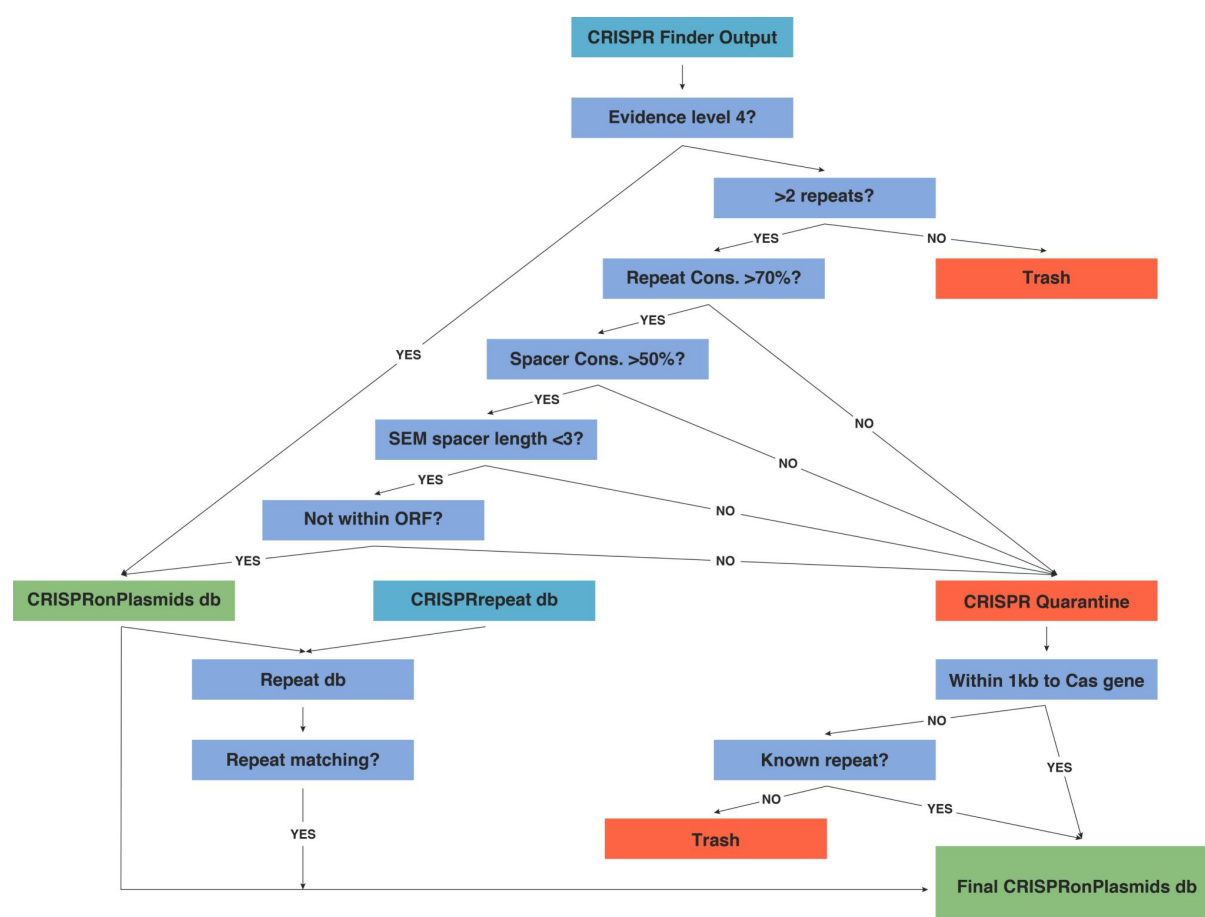 CRISPR Finder Output
Evidence level 4?
>2 repeats?
YES
NO
Repeat Cons. >70%?
Trash
YES
YES
Spacer Cons. >50%?
YES
NO
SEM spacer length <3?
NO
YES
NO
Not within ORF?
YES
NO
CRISPRonPlasmids db
CRISPRrepeat db
CRISPR Quarantine
Repeat db
Within 1kb to Cas gene
NO
Repeat matching?
Known repeat?
YES
NO
YES
YES
Trash
Final CRISPRonPlasmids db